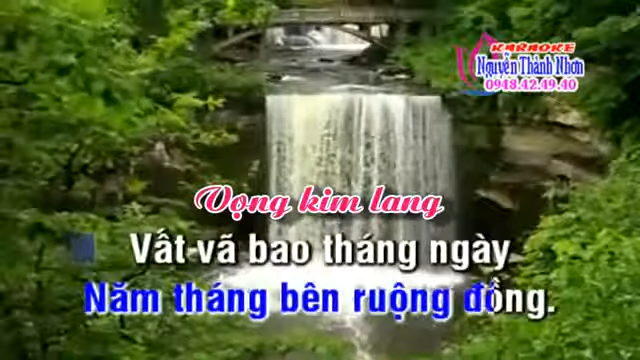 KARAOKE
Nguyễn Thành Nhơn
0948.42.49.40
Vọng kim lang
Vất vã bao tháng ngày
Năm tháng bên ruộng đồng.